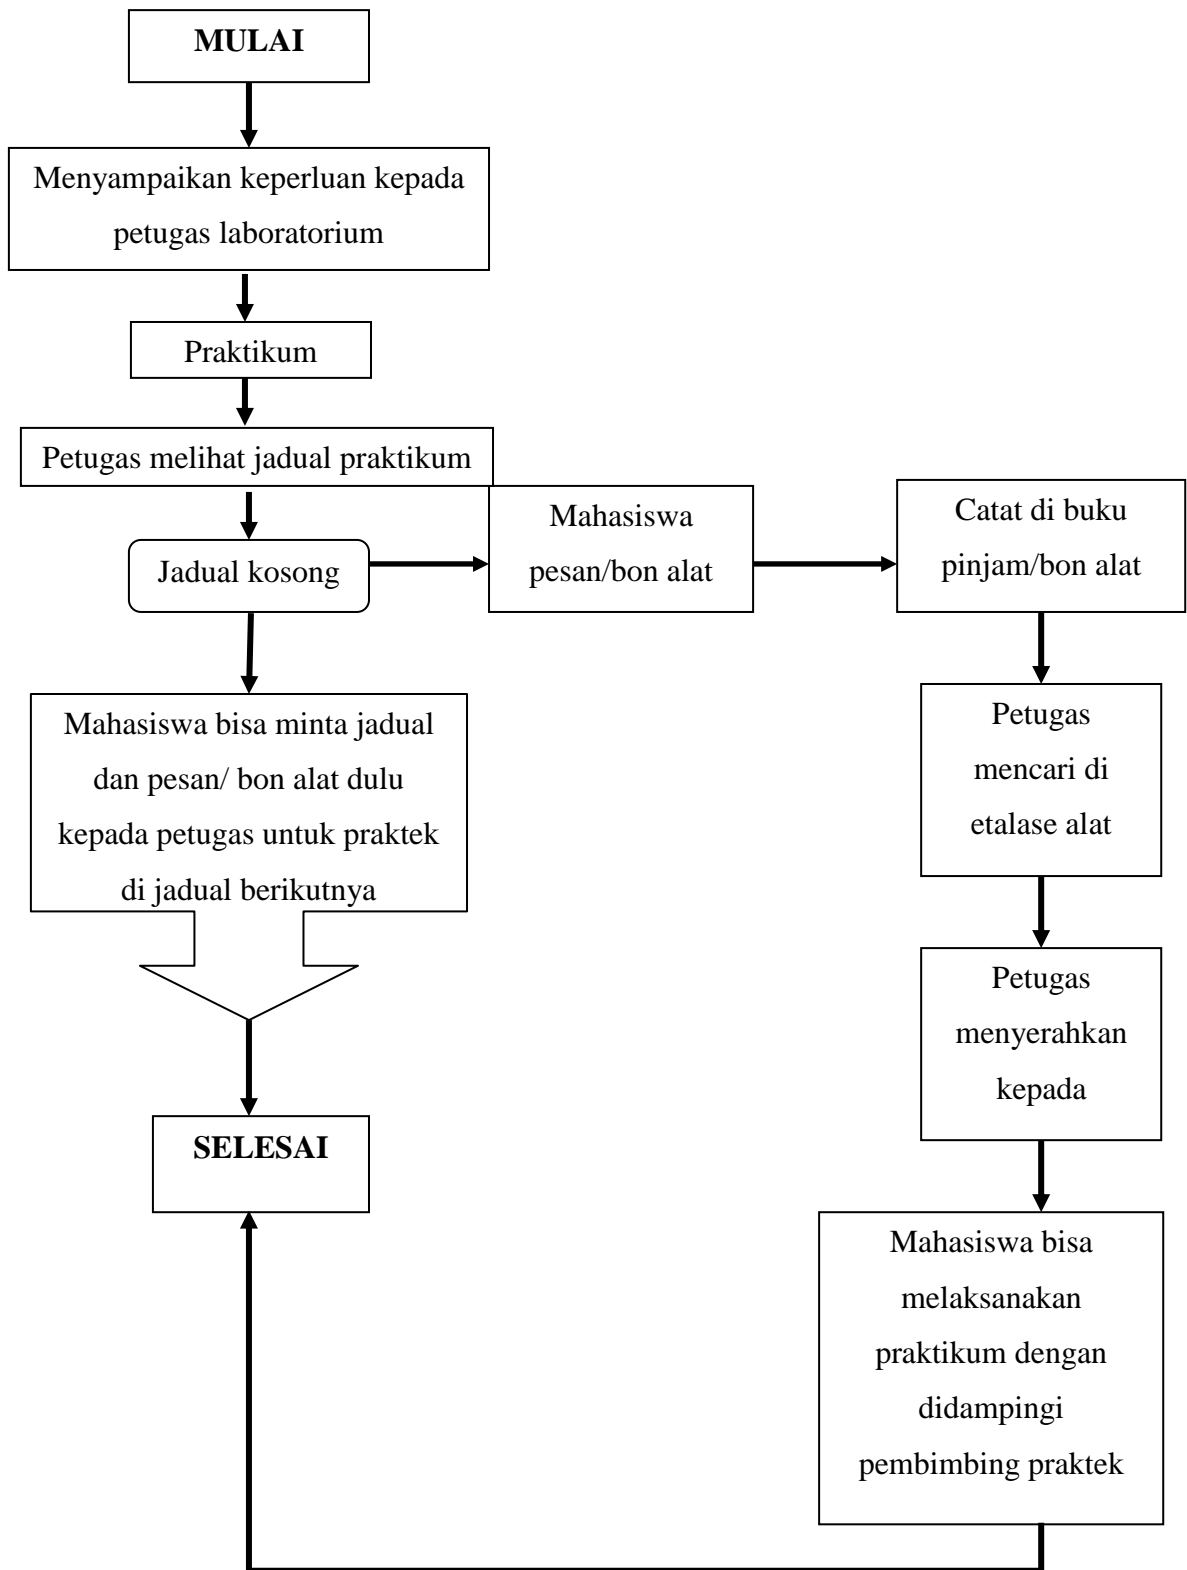 MULAI
Menyampaikan keperluan kepada
petugas laboratorium
Praktikum
Petugas melihat jadual praktikum
Jadual kosong
Mahasiswa
pesan/bon alat
Catat di buku
pinjam/bon alat
Mahasiswa bisa minta jadual
dan pesan/ bon alat dulu
kepada petugas untuk praktek
di jadual berikutnya
Petugas
mencari di
etalase alat
Petugas
menyerahkan
kepada
SELESAI
Mahasiswa bisa
melaksanakan
praktikum dengan
didampingi
pembimbing praktek